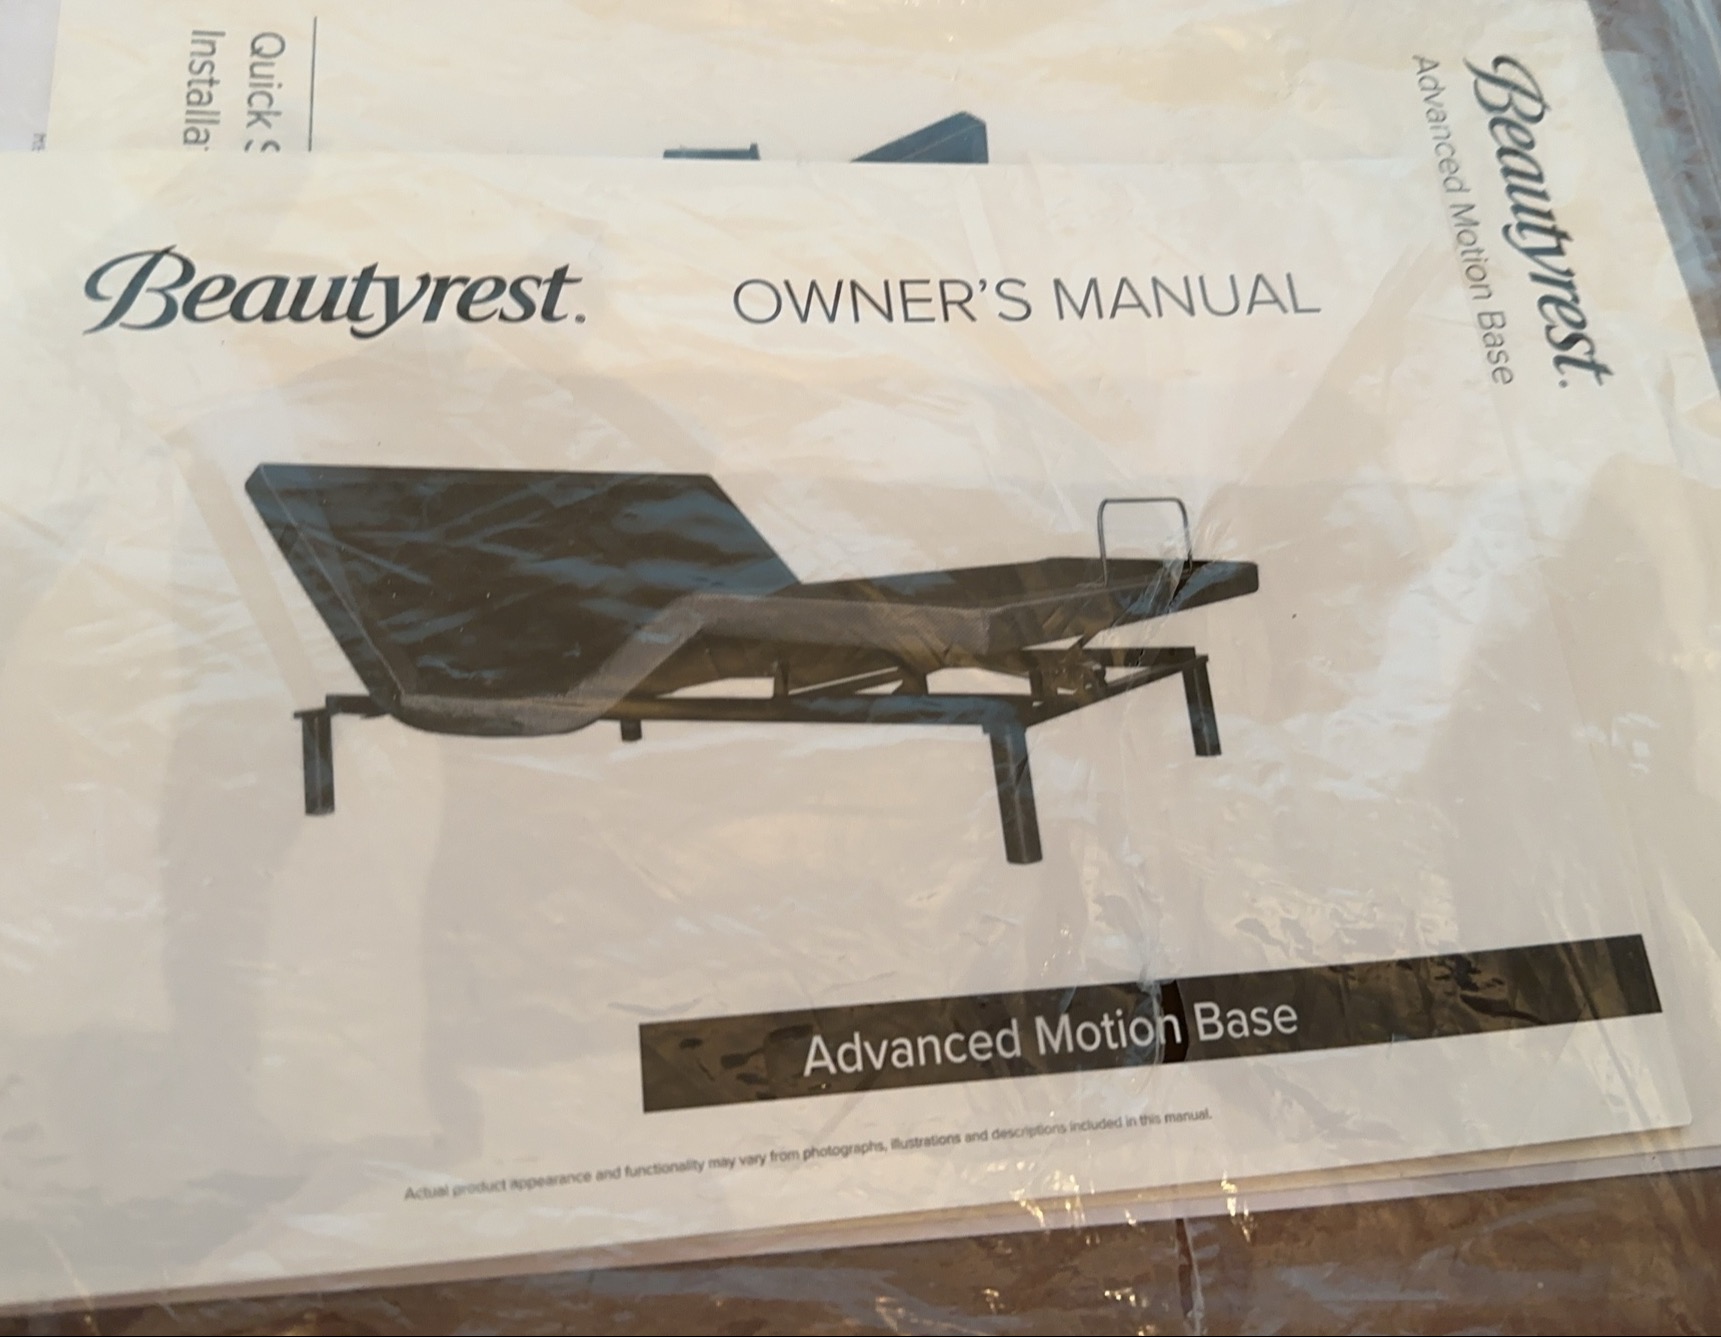 Quick
Installa
Beautyrest.
Advanced Motion Base
Beautyrest. OWNER'S MANUAL
Advanced Motion Base
Actual product appearance and functionality may vary from photographs, illustrations and descriptions included in this manual.